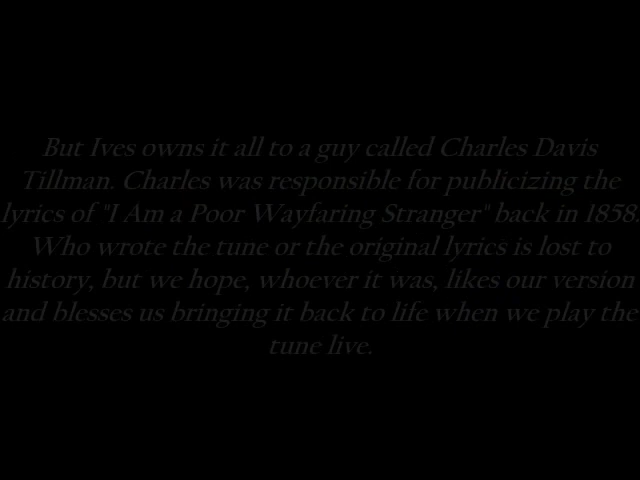 But Ives owns it all to a guy called Charles Davis
Tillman. Charles was responsible for publicizing the
lyrics of "I Am a Poor Wayfaring Stranger" back in 1858.
Who wrote the tune or the original lyrics is lost to
history, but we hope, whoever it was, likes our version
and blesses us bringing it back to life when we play the
tune live.